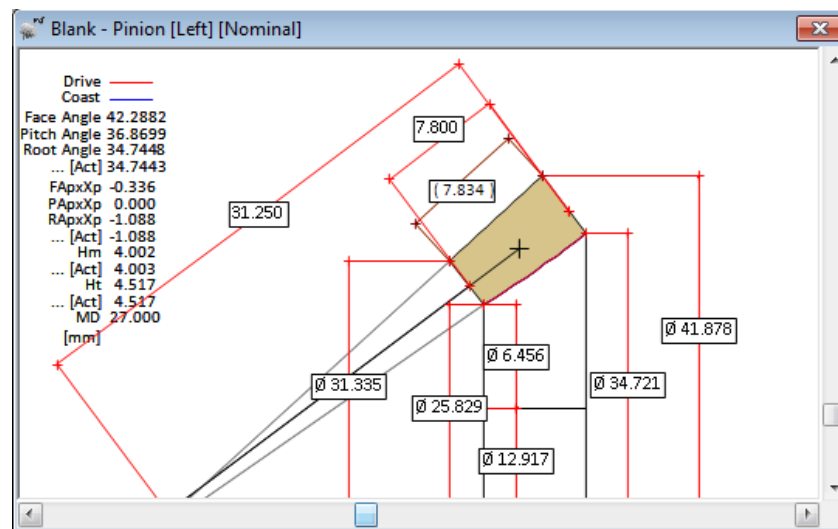 Blank - Pinion [Left] [Nominal]
Drive
Coast
Face Angle 42.2882
Pitch Angle 36.8699
Root Angle 34.7448
... [Act] 34.7443
FApxXp -0.336
PApxXp 0.000
RApxXp -1.088
... [Act] -1.088
Hm 4.002
... [Act] 4.003
Ht 4.517
... [Act] 4.517
MD 27.000
[mm]
7.800
( 7.834 )
31.250
Ø 41.878
Ø 6.456
Ø 31.335
Ø 34.721
Ø 25.829
Ø 12.917